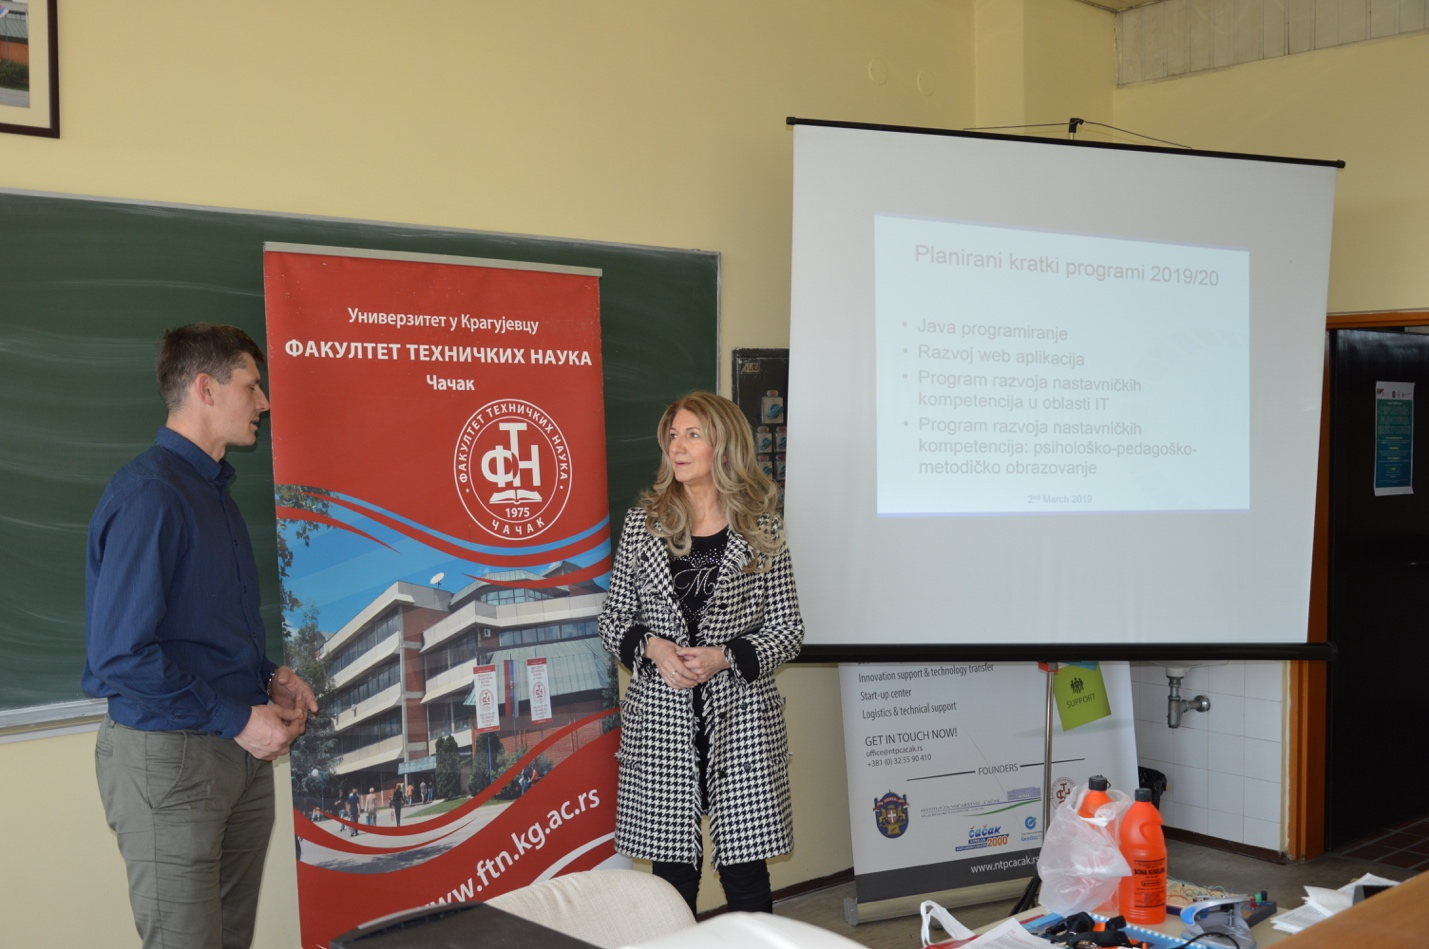 Универзитет у Крагујевцу
ФАКУЛТЕТ ТЕХНИЧКИХ НАУКА
Чачак
ФАКУЛТЕТ ТЕХНИЧКИХ НАУКА
ФТН
1975
ЧАЧАК
www.ftn.kg.ac.rs
M
Planirani kratki programi 2019/20
• Java programiranje
• Razvoj web aplikacija
• Program razvoja nastavničkih
kompetencija u oblasti IT
• Program razvoja nastavničkih
kompetencija: psihološko-pedagoško-
metodičko obrazovanje
2nd March 2019
Innovation support & technology transfer
Start-up center
Logistics & technical support
SUPPORT
GET IN TOUCH NOW!
office@ntpcacak.rs
+381 (0) 32 55 90 410
FOUNDERS
čačak
2000
www.ntpcacak.rs